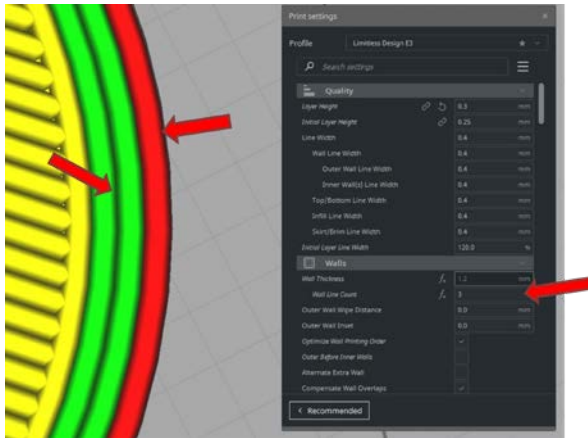 Print settings ×
Profile Limitless Design E3
Search settings
Quality
Layer Height 0.3 mm
Initial Layer Height 0.25 mm
Line Width 0.4 mm
Wall Line Width 0.4 mm
Outer Wall Line Width 0.4 mm
Inner Wall(s) Line Width 0.4 mm
Top/Bottom Line Width 0.4 mm
Infill Line Width 0.4 mm
Skirt/Brim Line Width 0.4 mm
Initial Layer Line Width 120.0 %
Walls
Wall Thickness 1.2 mm
Wall Line Count 3
Outer Wall Wipe Distance 0.0 mm
Outer Wall Inset 0.0 mm
Optimize Wall Printing Order
Outer Before Inner Walls
Alternate Extra Wall
Compensate Wall Overlaps
< Recommended